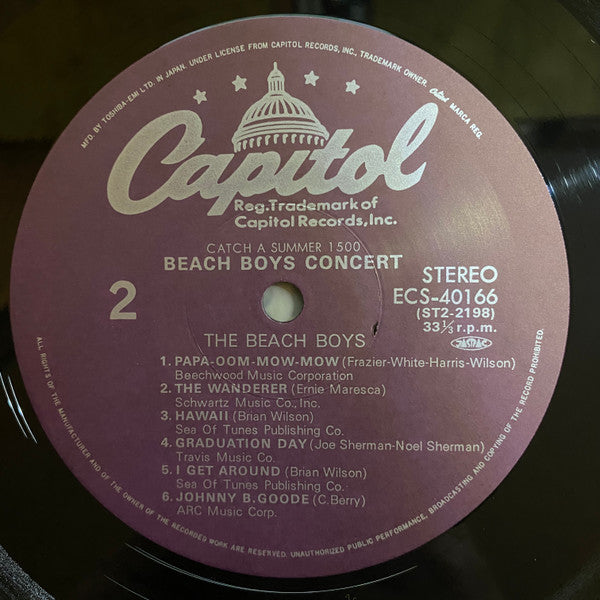 MFD. BY TOSHIBA-EMI LTD. IN JAPAN. UNDER LICENSE FROM CAPITOL RECORDS, INC., TRADEMARK OWNER. Capitol MARCA REG.
Capitol
Reg.Trademark of
Capitol Records,Inc.
CATCH A SUMMER 1500
BEACH BOYS CONCERT
2
STEREO
ECS-40166
(ST2-2198)
33⅓ r.p.m.
JASRAC
THE BEACH BOYS
1. PAPA-OOM-MOW-MOW (Frazier-White-Harris-Wilson)
Beechwood Music Corporation
2. THE WANDERER (Ernie Maresca)
Schwartz Music Co., Inc.
3. HAWAII (Brian Wilson)
Sea Of Tunes Publishing Co.
4. GRADUATION DAY (Joe Sherman-Noel Sherman)
Travis Music Co.
5. I GET AROUND (Brian Wilson)
Sea Of Tunes Publishing Co.
6. JOHNNY B.GOODE (C.Berry)
ARC Music Corp.
ALL RIGHTS OF THE MANUFACTURER AND OF THE OWNER OF THE RECORDED WORK ARE RESERVED. UNAUTHORIZED PUBLIC PERFORMANCE, BROADCASTING AND COPYING OF THE RECORD PROHIBITED.